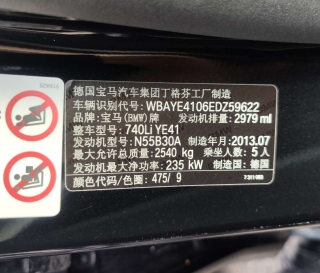 德国宝马汽车集团丁格芬工厂制造
车辆识别代号: WBAYE4106EDZ59622
品牌: 宝马(BMW)牌 发动机排量: 2979 ml
整车型号: 740Li YE41
发动机型号: N55B30A 制造年月: 2013.07
最大允许总质量: 2540 kg 乘坐人数: 5 人
发动机最大净功率: 235 kW 制造国: 德国
颜色/色圈: 475/ 9